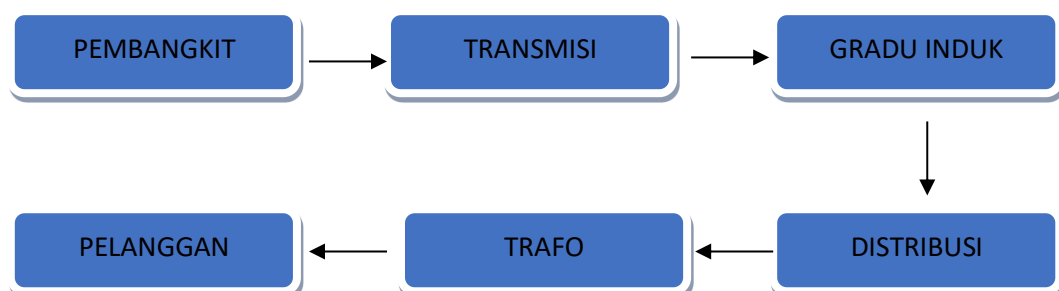 PEMBANGKIT
TRANSMISI
GRADU INDUK
DISTRIBUSI
TRAFO
PELANGGAN